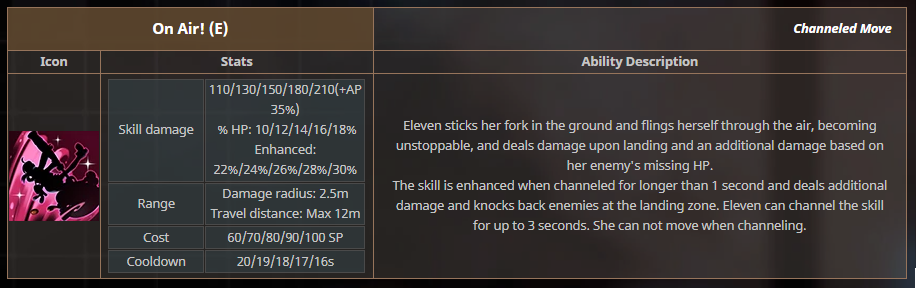 On Air! (E)
Channeled Move
Icon
Stats
Ability Description
Skill damage
110/130/150/180/210(+AP
35%)
% HP: 10/12/14/16/18%
Enhanced:
22%/24%/26%/28%/30%
Range
Damage radius: 2.5m
Travel distance: Max 12m
Cost
60/70/80/90/100 SP
Cooldown
20/19/18/17/16s
Eleven sticks her fork in the ground and flings herself through the air, becoming
unstoppable, and deals damage upon landing and an additional damage based on
her enemy's missing HP.
The skill is enhanced when channeled for longer than 1 second and deals additional
damage and knocks back enemies at the landing zone. Eleven can channel the skill
for up to 3 seconds. She can not move when channeling.